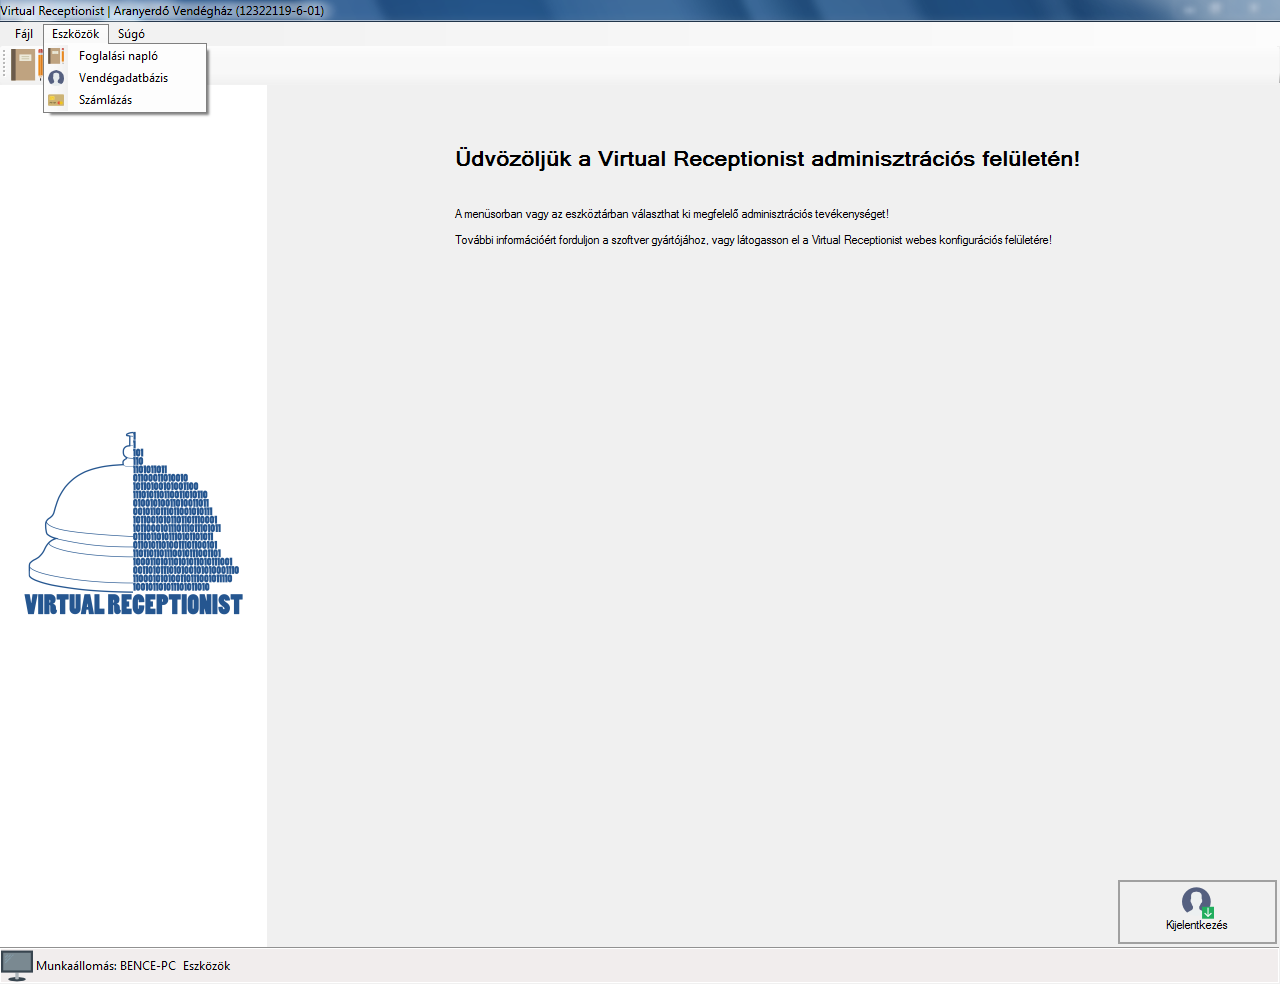 Virtual Receptionist | Aranyerdő Vendégház (12322119-6-01)
Fájl Eszközök Súgó
Foglalási napló
Vendégadatbázis
Számlázás
Üdvözöljük a Virtual Receptionist adminisztrációs felületén!
A menüsorban vagy az eszköztárban választhat ki megfelelő adminisztrációs tevékenységet!
További információért forduljon a szoftver gyártójához, vagy látogasson el a Virtual Receptionist webes konfigurációs felületére!
VIRTUAL RECEPTIONIST
Kijelentkezés
Munkaállomás: BENCE-PC Eszközök